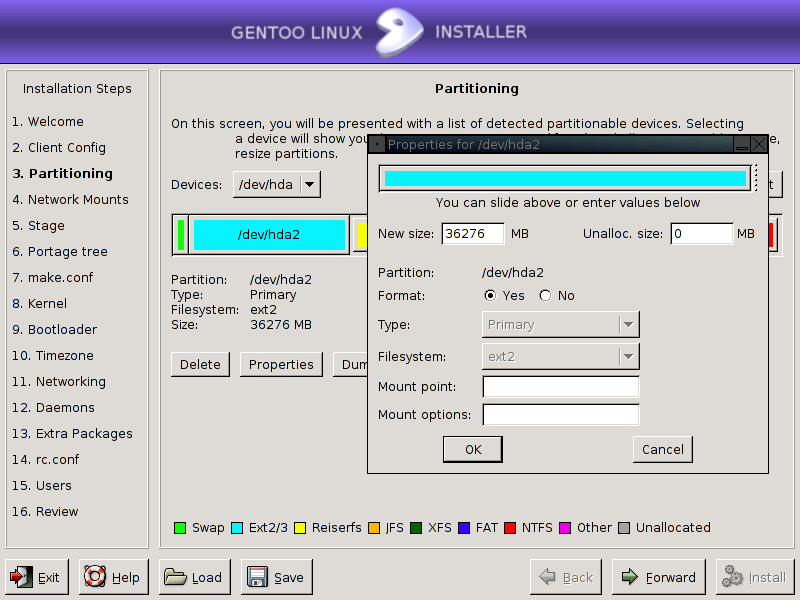 GENTOO LINUX INSTALLER
Installation Steps
1. Welcome
2. Client Config
3. Partitioning
4. Network Mounts
5. Stage
6. Portage tree
7. make.conf
8. Kernel
9. Bootloader
10. Timezone
11. Networking
12. Daemons
13. Extra Packages
14. rc.conf
15. Users
16. Review
Partitioning
On this screen, you will be presented with a list of detected partitionable devices. Selecting
a device will show you
resize partitions.
Devices: /dev/hda
/dev/hda2
Partition: /dev/hda2
Type: Primary
Filesystem: ext2
Size: 36276 MB
Delete Properties
Properties for /dev/hda2
You can slide above or enter values below
New size: 36276 MB Unalloc. size: 0 MB
Partition: /dev/hda2
Format: Yes No
Type: Primary
Filesystem: ext2
Mount point:
Mount options:
OK Cancel
Swap Ext2/3 Reiserfs JFS XFS FAT NTFS Other Unallocated
Exit Help Load Save Back Forward Install